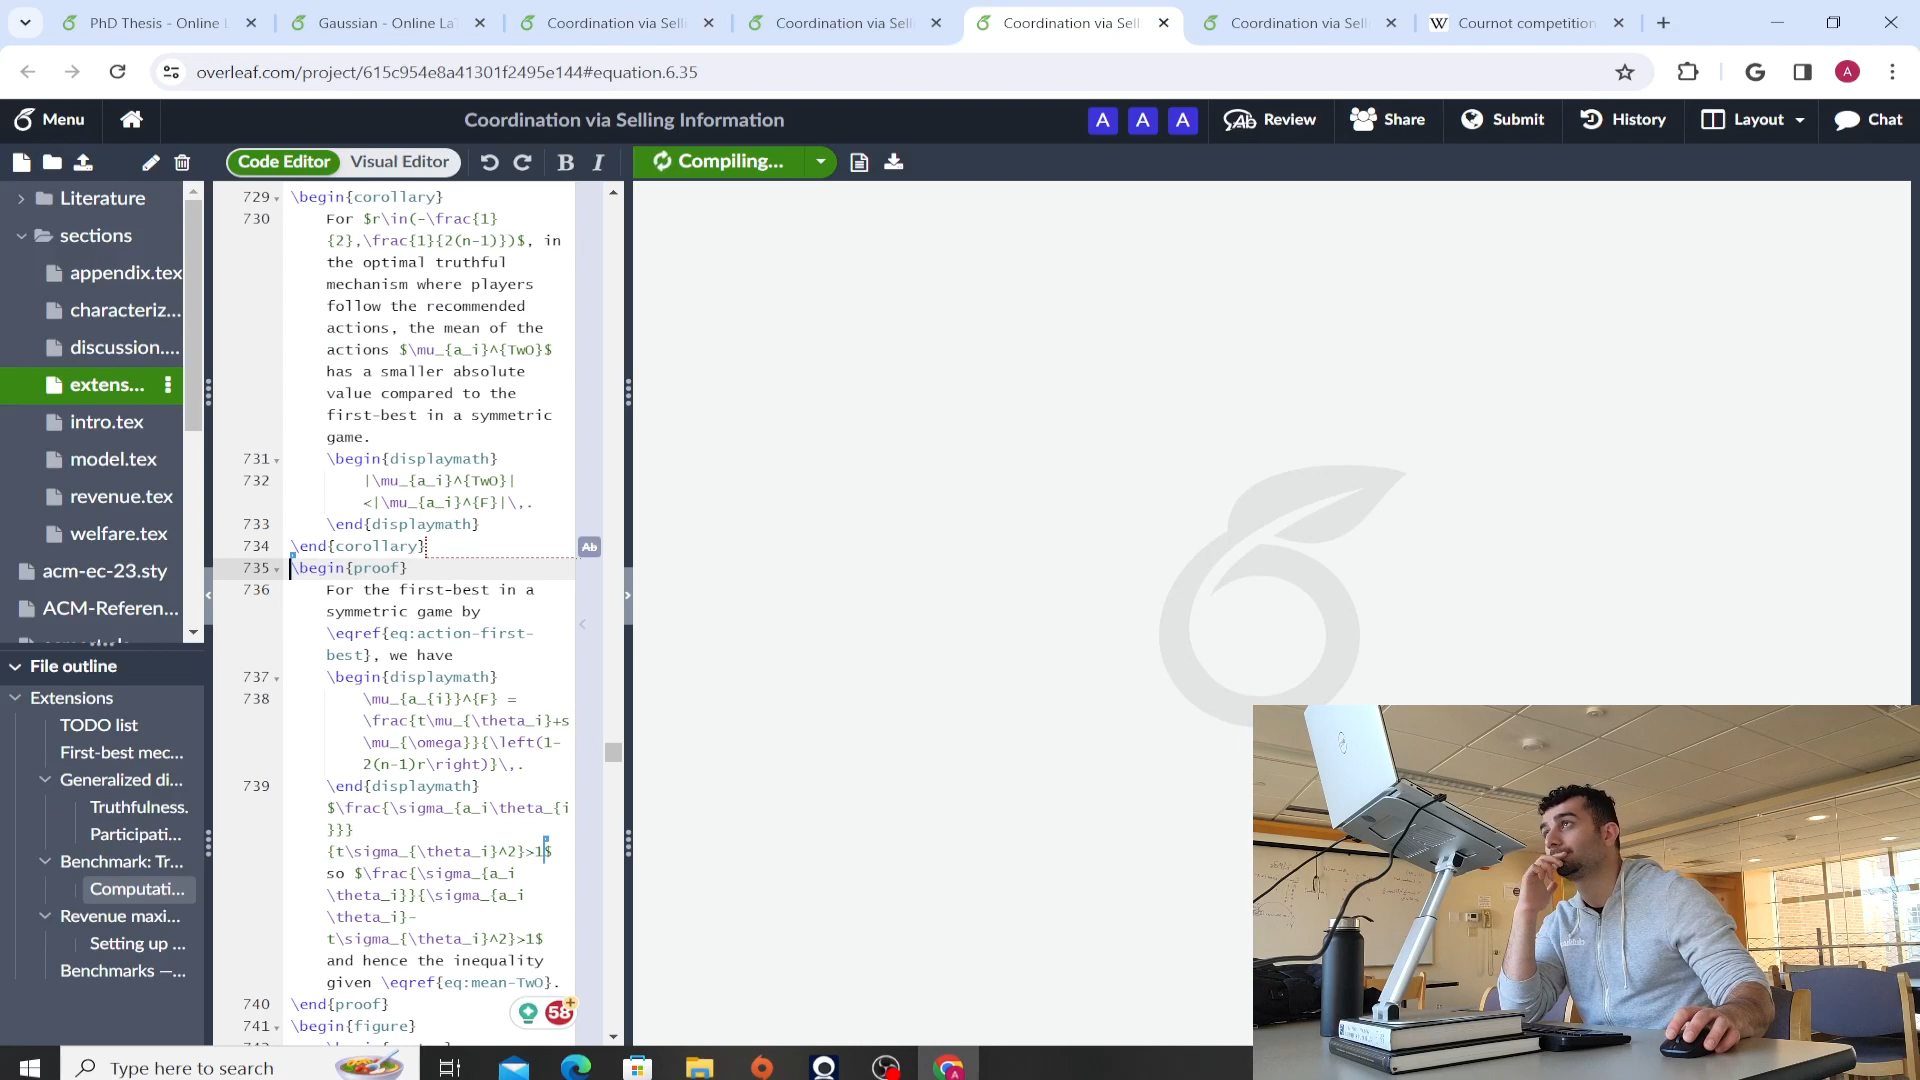 PhD Thesis - Online L
Gaussian - Online LaT
Coordination via Selli
Coordination via Selli
Coordination via Sell
Coordination via Sell
W Cournot competition
overleaf.com/project/615c954e8a41301f2495e144#equation.6.35
G
A
Menu
Coordination via Selling Information
A A A
Review
Share
Submit
History
Layout
Chat
Code Editor
Visual Editor
B I
Compiling...
Literature
sections
appendix.tex
characteriz...
discussion....
extens...
intro.tex
model.tex
revenue.tex
welfare.tex
acm-ec-23.sty
ACM-Referen...
File outline
Extensions
TODO list
First-best mec...
Generalized di...
Truthfulness.
Participati...
Benchmark: Tr...
Computati...
Revenue maxi...
Setting up ...
Benchmarks —...
729 \begin{corollary}
730 For $r\in(-\frac{1}
{2},\frac{1}{2(n-1)})$, in
the optimal truthful
mechanism where players
follow the recommended
actions, the mean of the
actions $\mu_{a_i}^{TwO}$
has a smaller absolute
value compared to the
first-best in a symmetric
game.
731 \begin{displaymath}
732 |\mu_{a_i}^{TwO}|
<|\mu_{a_i}^{F}|\,.
733 \end{displaymath}
734 \end{corollary}
Ab
735 \begin{proof}
736 For the first-best in a
symmetric game by
\eqref{eq:action-first-
best}, we have
737 \begin{displaymath}
738 \mu_{a_{i}}^{F} =
\frac{t\mu_{\theta_i}+s
\mu_{\omega}}{\left(1-
2(n-1)r\right)}\,.
739 \end{displaymath}
$\frac{\sigma_{a_i\theta_{i
}}}
{t\sigma_{\theta_i}^2}>1$
so $\frac{\sigma_{a_i
\theta_i}}{\sigma_{a_i
\theta_i}-
t\sigma_{\theta_i}^2}>1$
and hence the inequality
given \eqref{eq:mean-TwO}.
740 \end{proof}
58
741 \begin{figure}
Type here to search
A